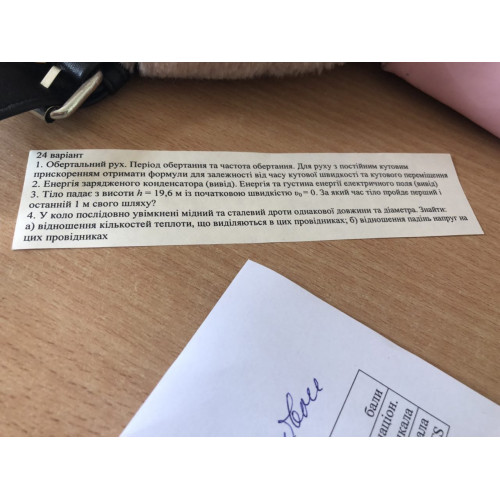 24 варіант
1. Обертальний рух. Період обертання та частота обертання. Для руху з постійним кутовим
прискоренням отримати формули для залежності від часу кутової швидкості та кутового переміщення
2. Енергія зарядженого конденсатора (вивід). Енергія та густина енергії електричного поля (вивід)
3. Тіло падає з висоти h = 19,6 м із початковою швидкістю υ₀ = 0. За який час тіло пройде перший і
останній 1 м свого шляху?
4. У коло послідовно увімкнені мідний та сталевий дроти однакової довжини та діаметра. Знайти:
а) відношення кількостей теплоти, що виділяються в цих провідниках; б) відношення падінь напруг на
цих провідниках
бали